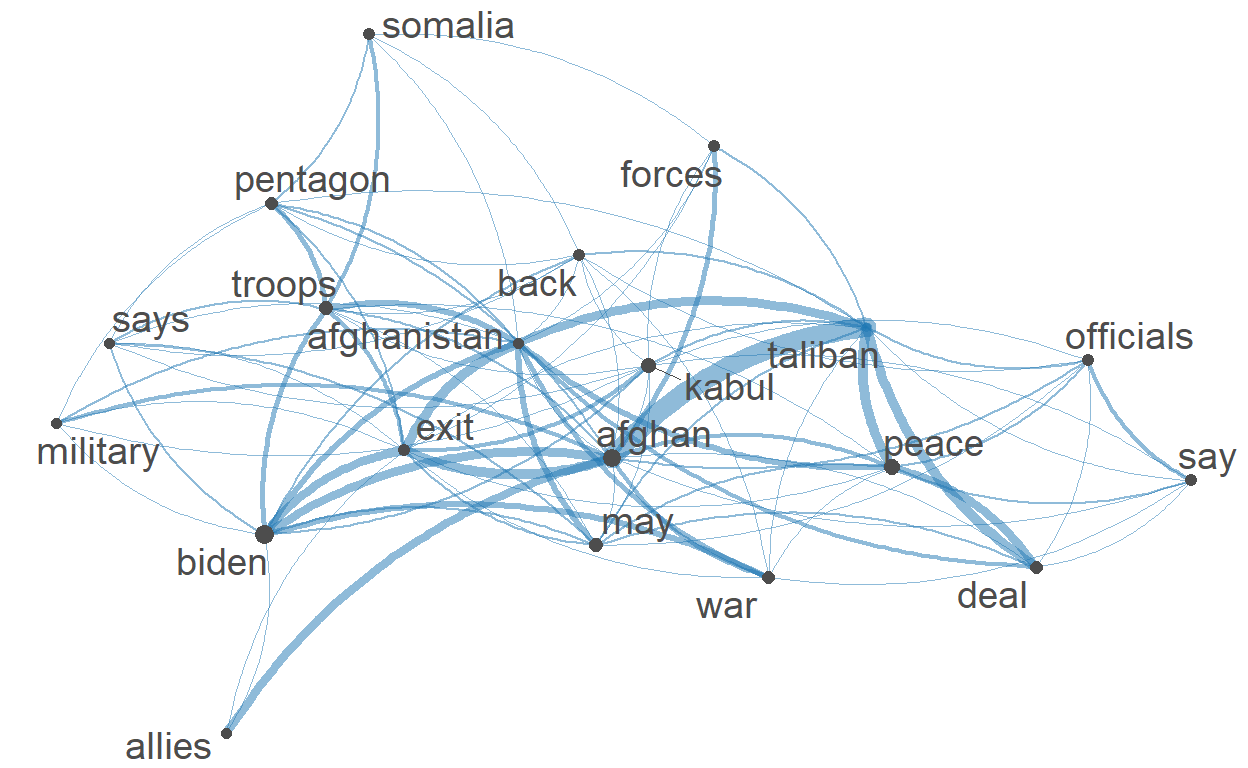 somalia
forces
pentagon
troops
back
says
afghanistan
officials
taliban
kabul
exit
afghan
peace
military
say
may
biden
war
deal
allies